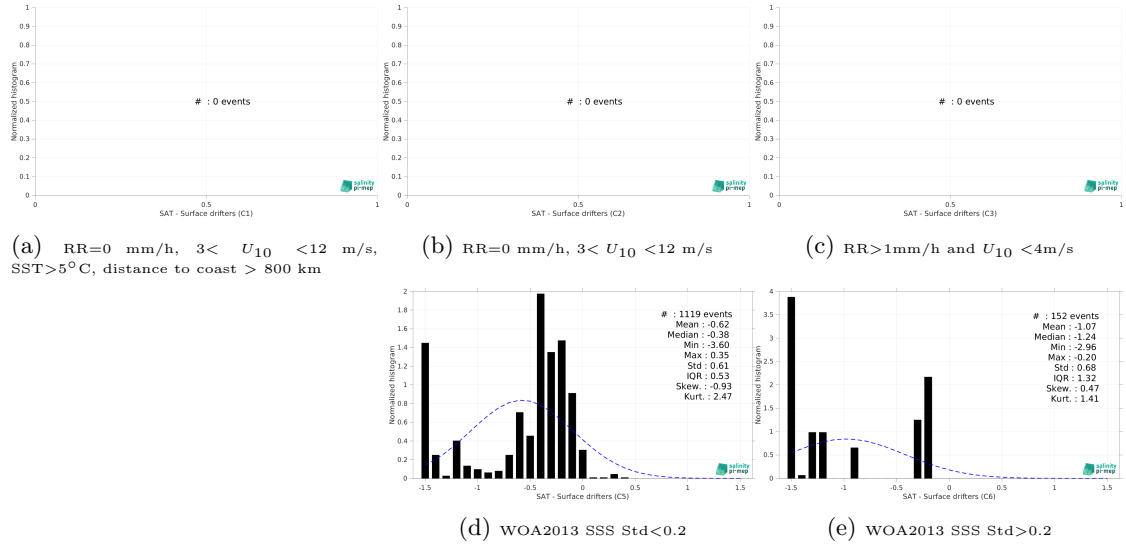 1
0.9
0.8
0.7
0.6
0.5
0.4
0.3
0.2
0.1
0
Normalized histogram
# : 0 events
salinity
pi-mep
0 0.5 1
SAT - Surface drifters (C1)
1
0.9
0.8
0.7
0.6
0.5
0.4
0.3
0.2
0.1
0
Normalized histogram
# : 0 events
salinity
pi-mep
0 0.5 1
SAT - Surface drifters (C2)
1
0.9
0.8
0.7
0.6
0.5
0.4
0.3
0.2
0.1
0
Normalized histogram
# : 0 events
salinity
pi-mep
0 0.5 1
SAT - Surface drifters (C3)
(a) RR=0 mm/h, 3< U10 <12 m/s,
SST>5°C, distance to coast > 800 km
(b) RR=0 mm/h, 3< U10 <12 m/s
(c) RR>1mm/h and U10 <4m/s
2
1.8
1.6
1.4
1.2
1
0.8
0.6
0.4
0.2
0
Normalized histogram
# : 1119 events
Mean : -0.62
Median : -0.38
Min : -3.60
Max : 0.35
Std : 0.61
IQR : 0.53
Skew. : -0.93
Kurt. : 2.47
salinity
pi-mep
-1.5 -1 -0.5 0 0.5 1 1.5
SAT - Surface drifters (C5)
4
3.5
3
2.5
2
1.5
1
0.5
0
Normalized histogram
# : 152 events
Mean : -1.07
Median : -1.24
Min : -2.96
Max : -0.20
Std : 0.68
IQR : 1.32
Skew. : 0.47
Kurt. : 1.41
salinity
pi-mep
-1.5 -1 -0.5 0 0.5 1 1.5
SAT - Surface drifters (C6)
(d) WOA2013 SSS Std<0.2
(e) WOA2013 SSS Std>0.2